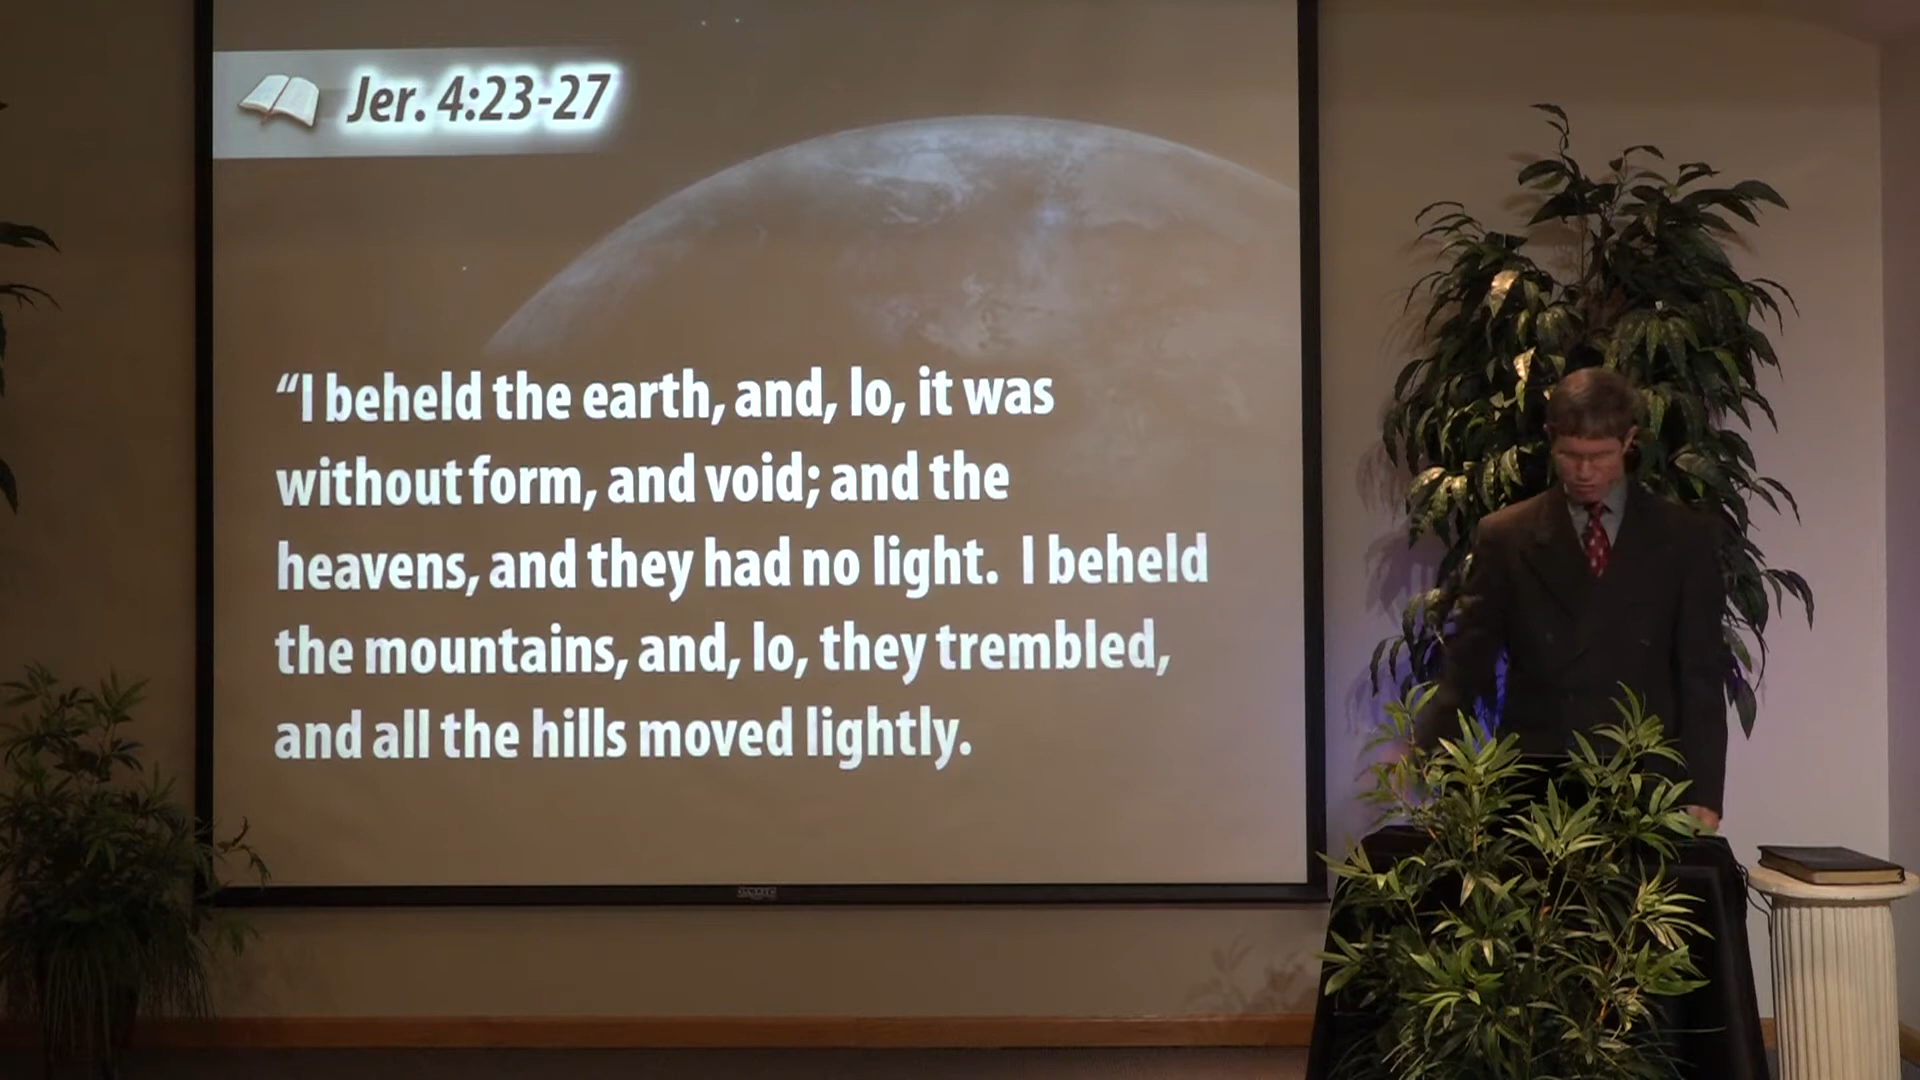 Jer. 4:23-27
“I beheld the earth, and, lo, it was
without form, and void; and the
heavens, and they had no light. I beheld
the mountains, and, lo, they trembled,
and all the hills moved lightly.